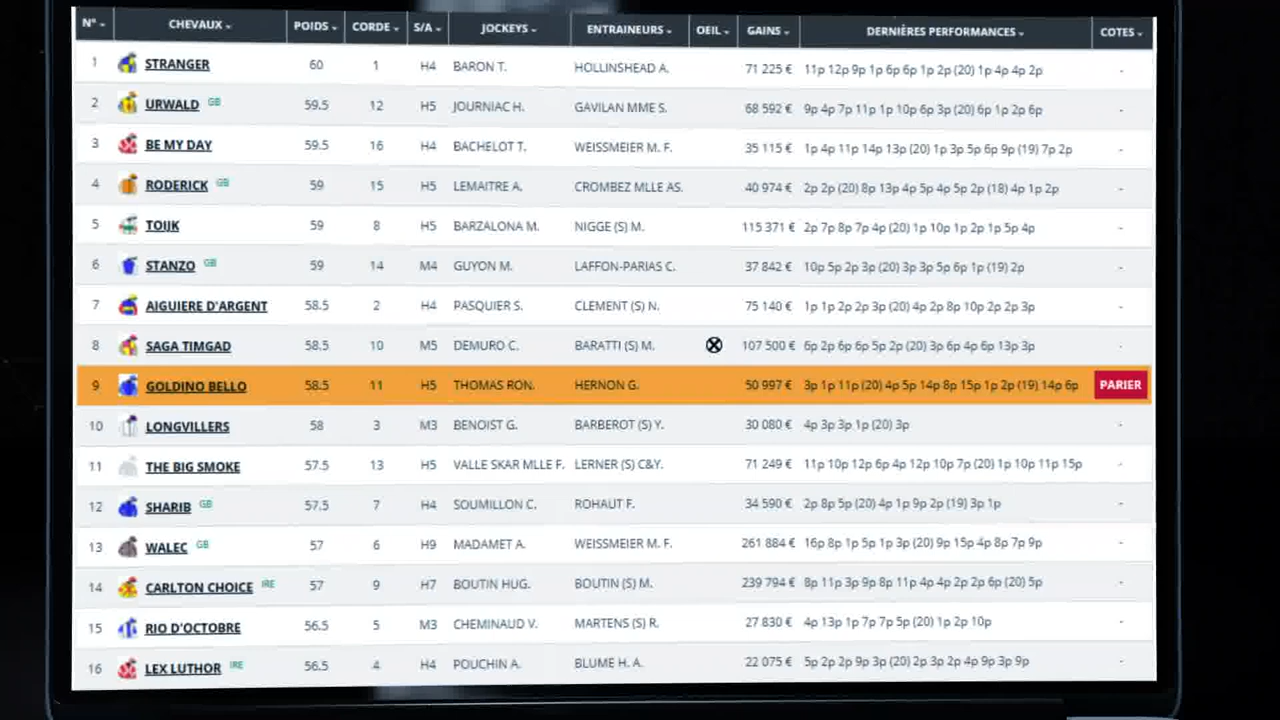 N° CHEVAUX POIDS CORDE S/A JOCKEYS ENTRAINEURS OEIL GAINS DERNIÈRES PERFORMANCES COTES
1 STRANGER 60 1 H4 BARON T. HOLLINSHEAD A. 71 225 € 11p 12p 9p 1p 6p 6p 1p 2p (20) 1p 4p 4p 2p -
2 URWALD GB 59.5 12 H5 JOURNIAC H. GAVILAN MME S. 68 592 € 9p 4p 7p 11p 1p 10p 6p 3p (20) 6p 1p 2p 6p -
3 BE MY DAY 59.5 16 H4 BACHELOT T. WEISSMEIER M. F. 35 115 € 1p 4p 11p 14p 13p (20) 1p 3p 5p 6p 9p (19) 7p 2p -
4 RODERICK GB 59 15 H5 LEMAITRE A. CROMBEZ MLLE AS. 40 974 € 2p 2p (20) 8p 13p 4p 5p 4p 5p 2p (18) 4p 1p 2p -
5 TOIJK 59 8 H5 BARZALONA M. NIGGE (S) M. 115 371 € 2p 7p 8p 7p 4p (20) 1p 10p 1p 2p 1p 5p 4p -
6 STANZO GB 59 14 M4 GUYON M. LAFFON-PARIAS C. 37 842 € 10p 5p 2p 3p (20) 3p 3p 5p 6p 1p (19) 2p -
7 AIGUIERE D'ARGENT 58.5 2 H4 PASQUIER S. CLEMENT (S) N. 75 140 € 1p 1p 2p 2p 3p (20) 4p 2p 8p 10p 2p 2p 3p -
8 SAGA TIMGAD 58.5 10 M5 DEMURO C. BARATTI (S) M. 107 500 € 6p 2p 6p 6p 5p 2p (20) 3p 6p 4p 6p 13p 3p -
9 GOLDINO BELLO 58.5 11 H5 THOMAS RON. HERNON G. 50 997 € 3p 1p 11p (20) 4p 5p 14p 8p 15p 1p 2p (19) 14p 6p PARIER
10 LONGVILLERS 58 3 M3 BENOIST G. BARBEROT (S) Y. 30 080 € 4p 3p 3p 1p (20) 3p -
11 THE BIG SMOKE 57.5 13 H5 VALLE SKAR MLLE F. LERNER (S) C&Y. 71 249 € 11p 10p 12p 6p 4p 12p 10p 7p (20) 1p 10p 11p 15p -
12 SHARIB GB 57.5 7 H4 SOUMILLON C. ROHAUT F. 34 590 € 2p 8p 5p (20) 4p 1p 9p 2p (19) 3p 1p -
13 WALEC GB 57 6 H9 MADAMET A. WEISSMEIER M. F. 261 884 € 16p 8p 1p 5p 1p 3p (20) 9p 15p 4p 8p 7p 9p -
14 CARLTON CHOICE IRE 57 9 H7 BOUTIN HUG. BOUTIN (S) M. 239 794 € 8p 11p 3p 9p 8p 11p 4p 4p 2p 2p 6p (20) 5p -
15 RIO D'OCTOBRE 56.5 5 M3 CHEMINAUD V. MARTENS (S) R. 27 830 € 4p 13p 1p 7p 7p 5p (20) 1p 2p 10p -
16 LEX LUTHOR IRE 56.5 4 H4 POUCHIN A. BLUME H. A. 22 075 € 5p 2p 2p 9p 3p (20) 2p 3p 2p 4p 9p 3p 9p -